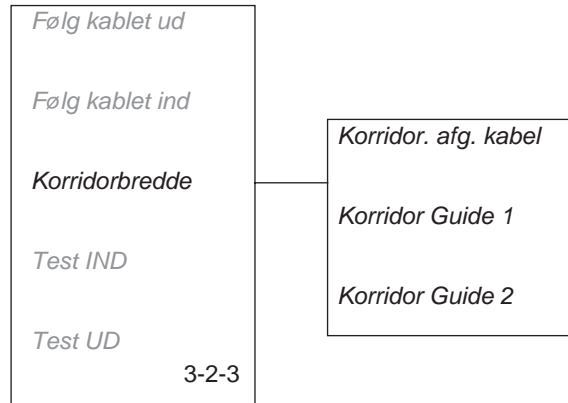 Følg kablet ud
Følg kablet ind
Korridorbredde
Test IND
Test UD
3-2-3
Korridor. afg. kabel
Korridor Guide 1
Korridor Guide 2